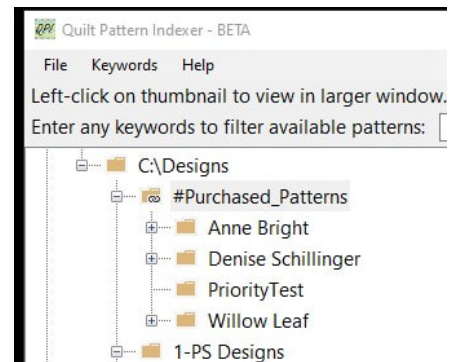 QPI Quilt Pattern Indexer - BETA
File Keywords Help
Left-click on thumbnail to view in larger window.
Enter any keywords to filter available patterns:
C:\Designs
#Purchased_Patterns
Anne Bright
Denise Schillinger
PriorityTest
Willow Leaf
1-PS Designs